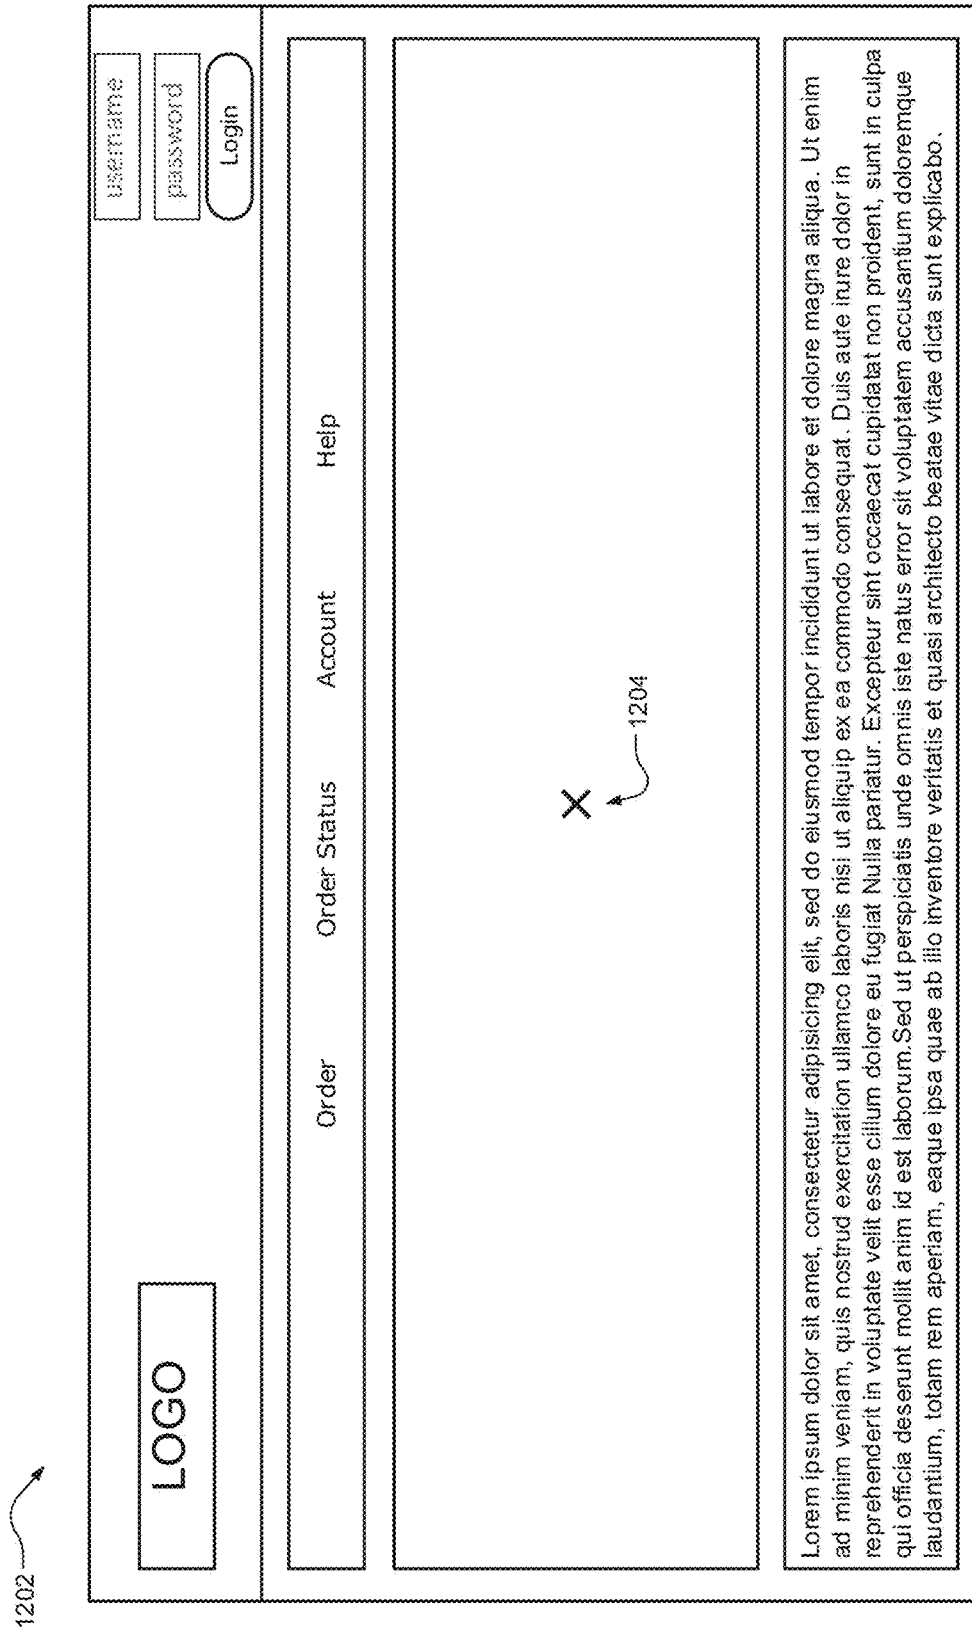 1202
LOGO
username
password
Login
Order
Order Status
Account
Help
1204
Lorem ipsum dolor sit amet, consectetur adipisicing elit, sed do eiusmod tempor incididunt ut labore et dolore magna aliqua. Ut enim
ad minim veniam, quis nostrud exercitation ullamco laboris nisi ut aliquip ex ea commodo consequat. Duis aute irure dolor in
reprehenderit in voluptate velit esse cillum dolore eu fugiat Nulla pariatur. Excepteur sint occaecat cupidatat non proident, sunt in culpa
qui officia deserunt mollit anim id est laborum.Sed ut perspiciatis unde omnis iste natus error sit voluptatem accusantium doloremque
laudantium, totam rem aperiam, eaque ipsa quae ab illo inventore veritatis et quasi architecto beatae vitae dicta sunt explicabo.